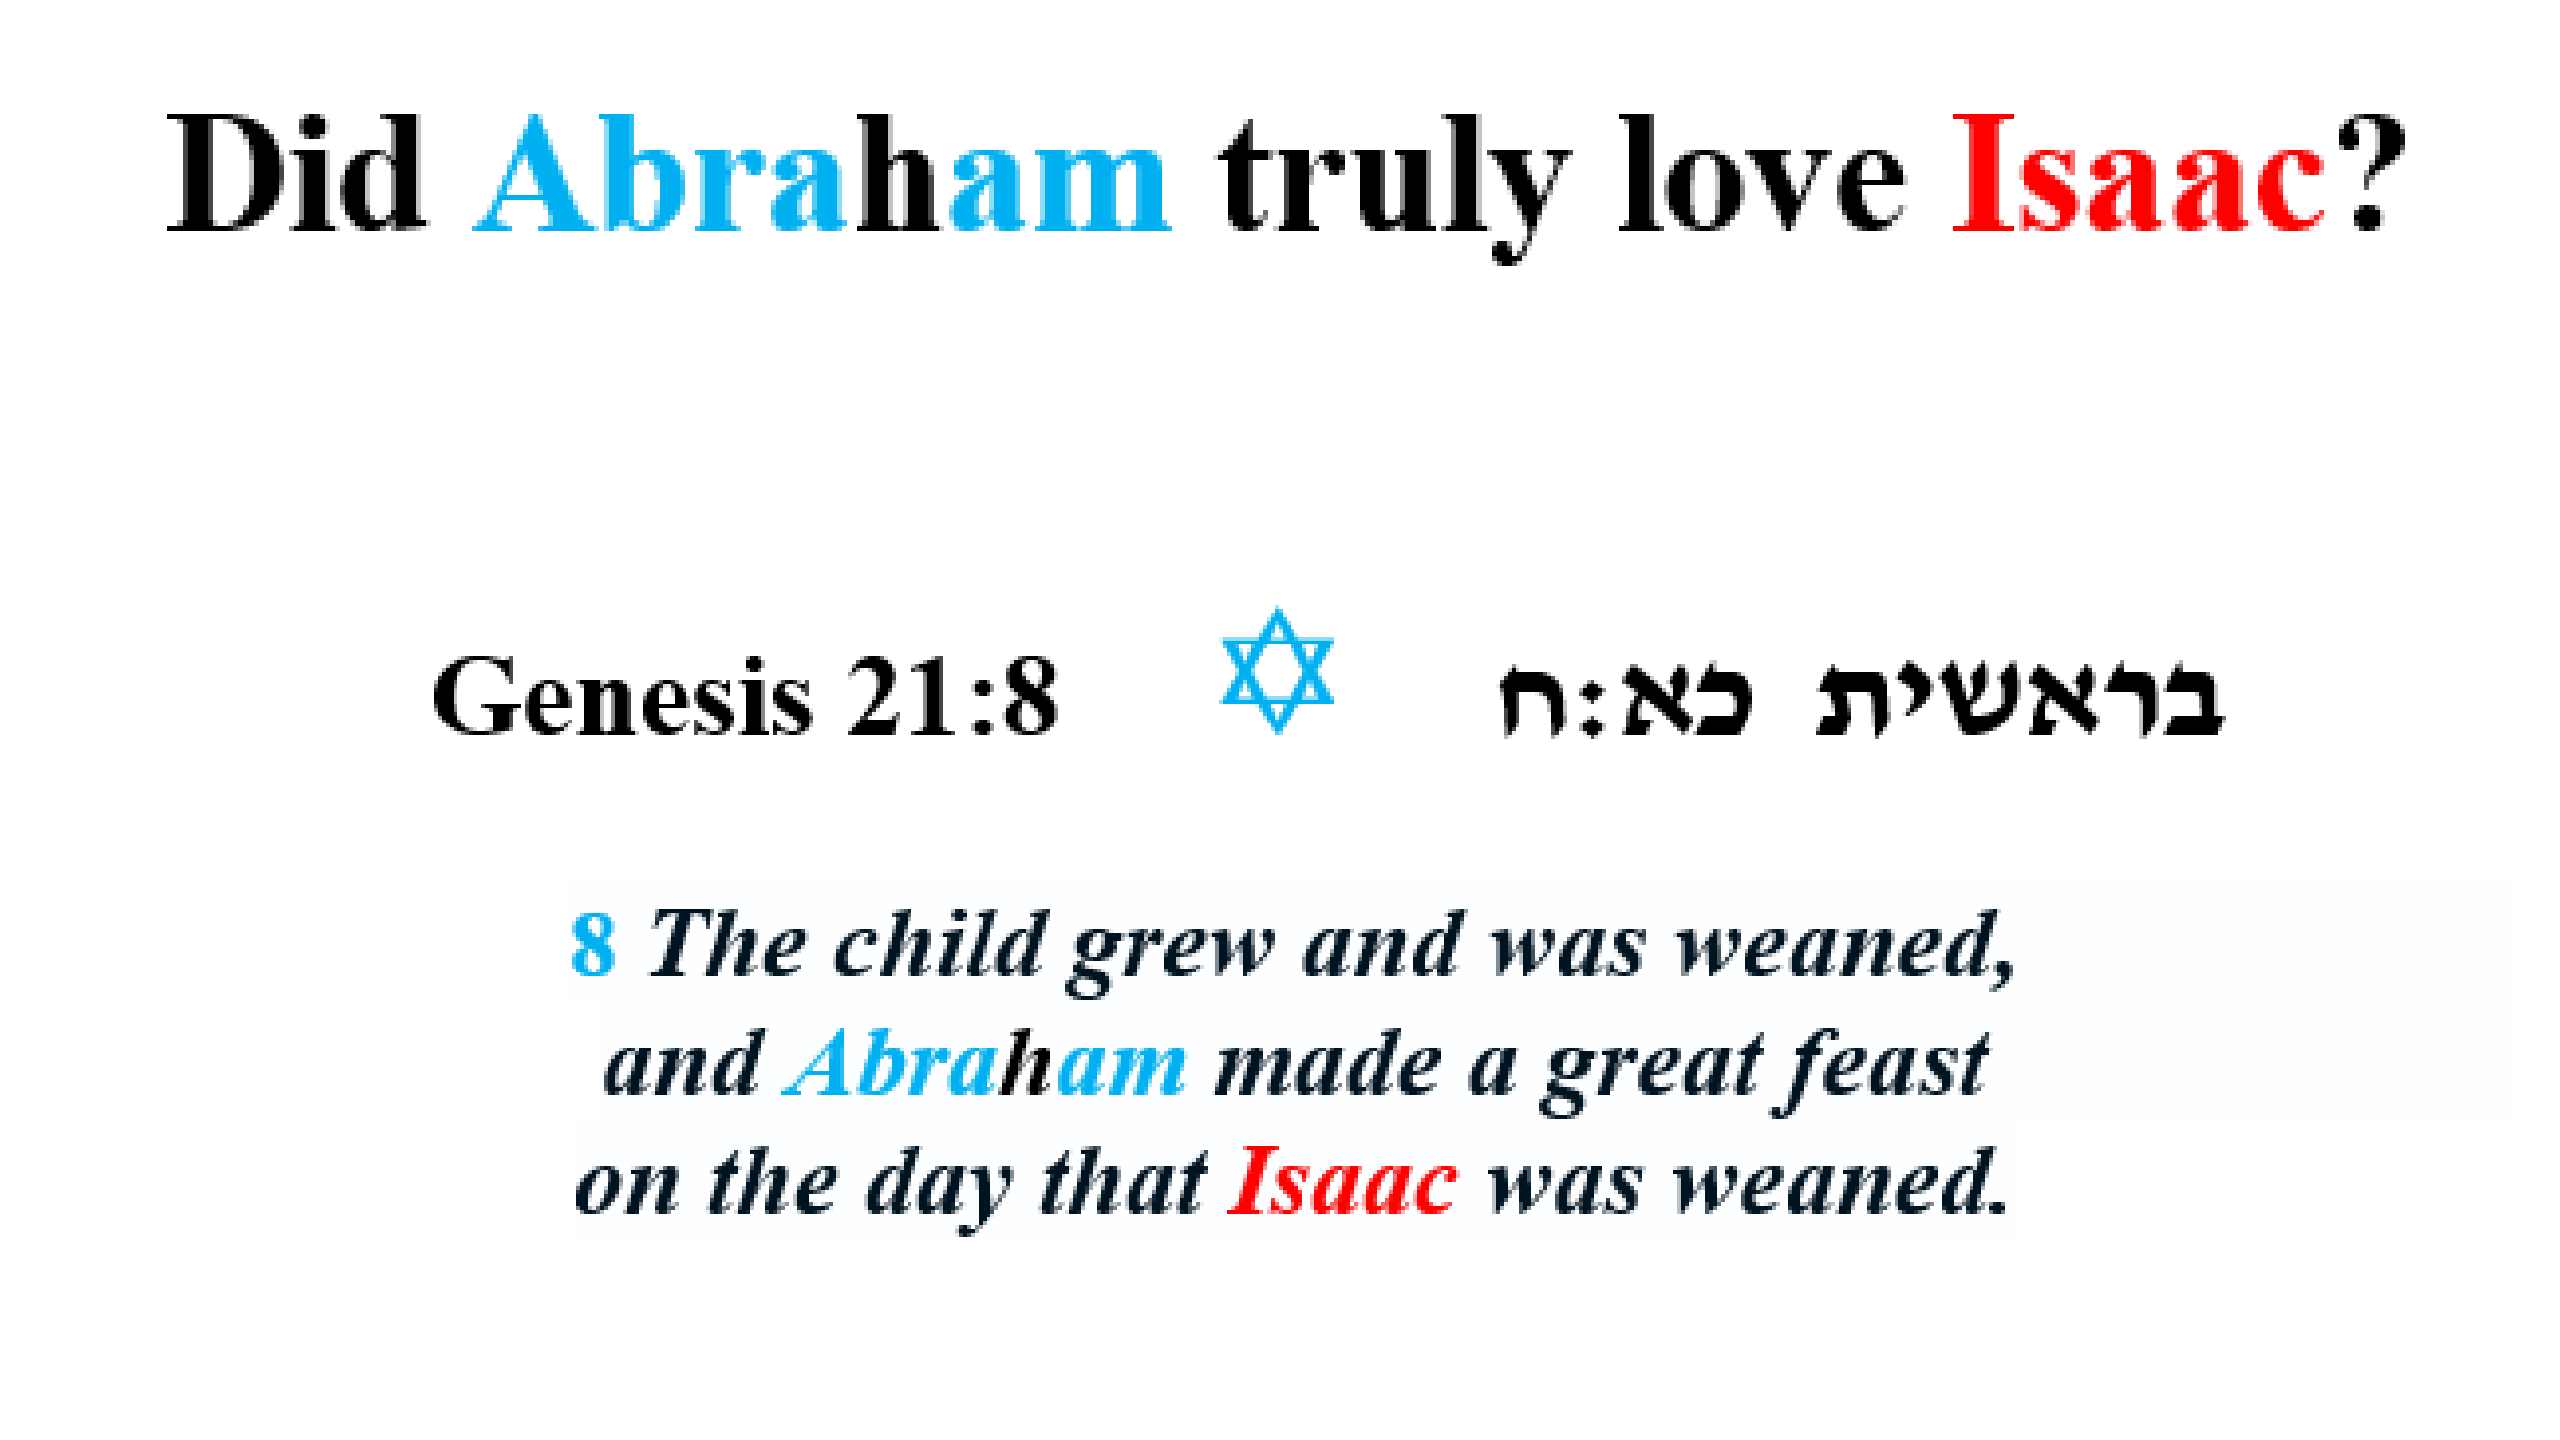 Did Abraham truly love Isaac?
Genesis 21:8 ✡ בראשית כא:ח
8 The child grew and was weaned,
and Abraham made a great feast
on the day that Isaac was weaned.